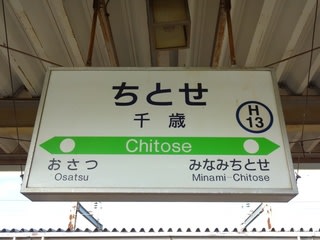 ちとせ
千歳
H
13
Chitose
おさつ
Osatsu
みなみちとせ
Minami-Chitose